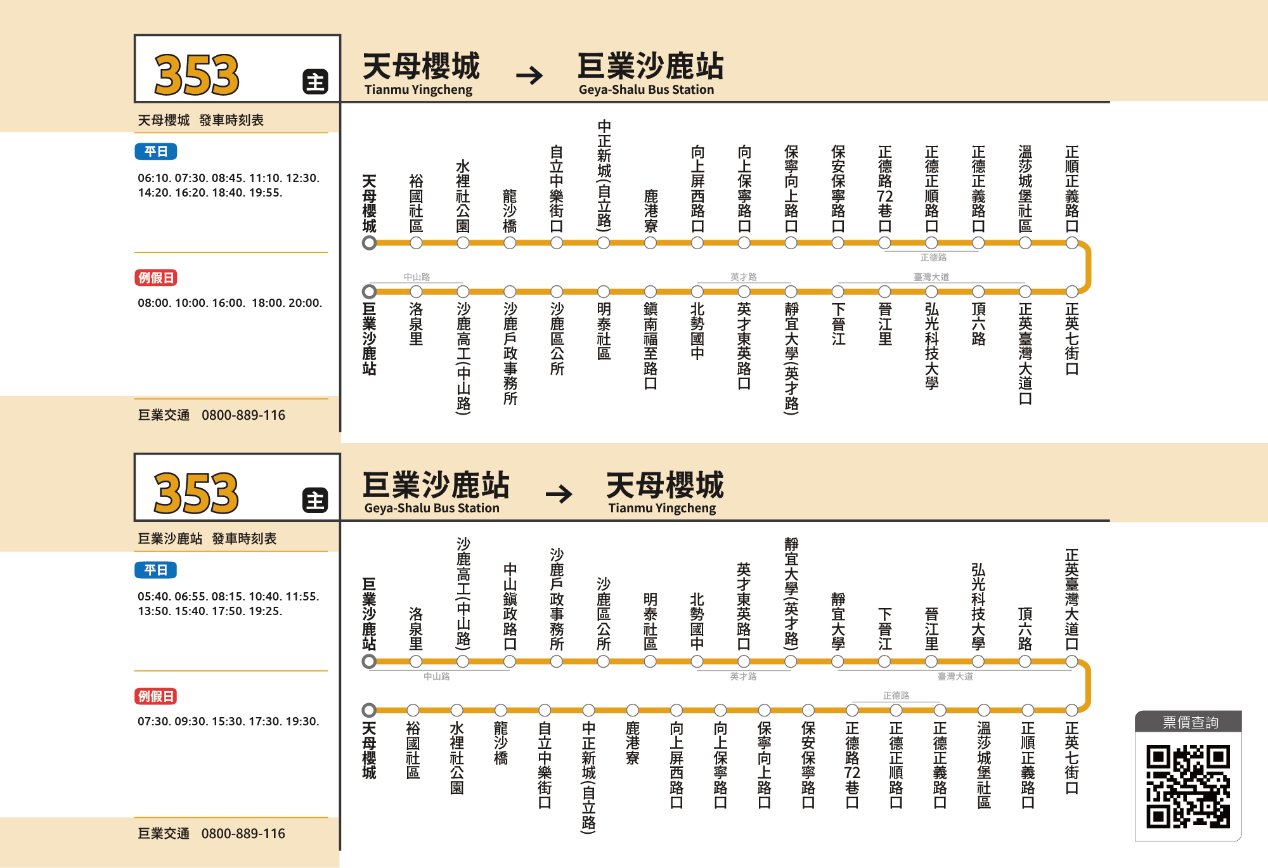 353 主
天母櫻城 → 巨業沙鹿站
Tianmu Yingcheng Geya-Shalu Bus Station
天母櫻城 發車時刻表
平日
06:10. 07:30. 08:45. 11:10. 12:30.
14:20. 16:20. 18:40. 19:55.
例假日
08:00. 10:00. 16:00. 18:00. 20:00.
巨業交通 0800-889-116
天母櫻城
裕國社區
水裡社公園
龍沙橋
自立中樂街口
中正新城(自立路)
鹿港寮
向上屏西路口
向上保寧路口
保寧向上路口
保安保寧路口
正德路72巷口
正德正順路口
正德正義路口
溫莎城堡社區
正順正義路口
正德路
中山路
英才路
臺灣大道
巨業沙鹿站
洛泉里
沙鹿高工(中山路)
沙鹿戶政事務所
沙鹿區公所
明泰社區
鎮南福至路口
北勢國中
英才東英路口
靜宜大學(英才路)
下晉江
晉江里
弘光科技大學
頂六路
正英臺灣大道口
正英七街口
353 主
巨業沙鹿站 → 天母櫻城
Geya-Shalu Bus Station Tianmu Yingcheng
巨業沙鹿站 發車時刻表
平日
05:40. 06:55. 08:15. 10:40. 11:55.
13:50. 15:40. 17:50. 19:25.
例假日
07:30. 09:30. 15:30. 17:30. 19:30.
巨業交通 0800-889-116
巨業沙鹿站
洛泉里
沙鹿高工(中山路)
中山鎮政路口
沙鹿戶政事務所
沙鹿區公所
明泰社區
北勢國中
英才東英路口
靜宜大學(英才路)
靜宜大學
下晉江
晉江里
弘光科技大學
頂六路
正英臺灣大道口
中山路
英才路
臺灣大道
正德路
天母櫻城
裕國社區
水裡社公園
龍沙橋
自立中樂街口
中正新城(自立路)
鹿港寮
向上屏西路口
向上保寧路口
保寧向上路口
保安保寧路口
正德路72巷口
正德正順路口
正德正義路口
溫莎城堡社區
正順正義路口
正英七街口
票價查詢